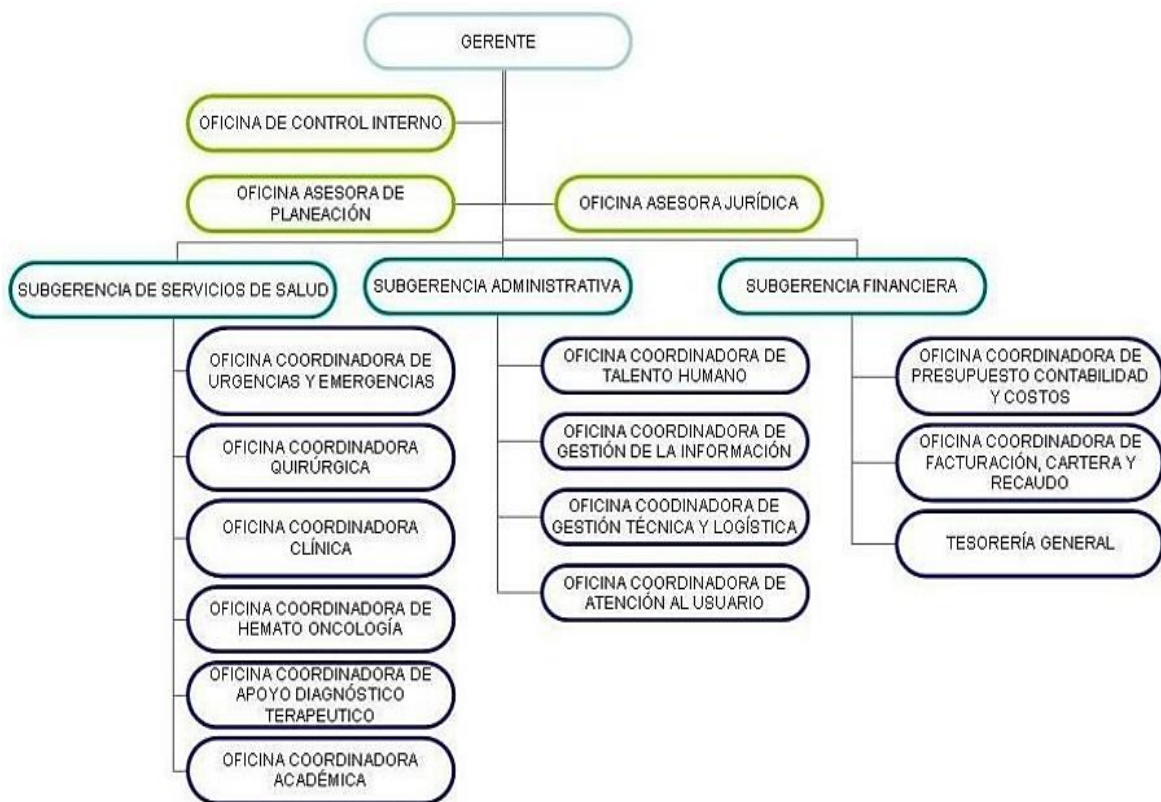 GERENTE
OFICINA DE CONTROL INTERNO
OFICINA ASESORA DE
PLANEACIÓN
OFICINA ASESORA JURÍDICA
SUBGERENCIA DE SERVICIOS DE SALUD
OFICINA COORDINADORA DE
URGENCIAS Y EMERGENCIAS
OFICINA COORDINADORA
QUIRÚRGICA
OFICINA COORDINADORA
CLÍNICA
OFICINA COORDINADORA DE
HEMATO ONCOLOGÍA
OFICINA COORDINADORA DE
APOYO DIAGNÓSTICO
TERAPEUTICO
OFICINA COORDINADORA
ACADÉMICA
SUBGERENCIA ADMINISTRATIVA
OFICINA COORDINADORA DE
TALENTO HUMANO
OFICINA COORDINADORA DE
GESTIÓN DE LA INFORMACIÓN
OFICINA COODINADORA DE
GESTIÓN TÉCNICA Y LOGÍSTICA
OFICINA COORDINADORA DE
ATENCIÓN AL USUARIO
SUBGERENCIA FINANCIERA
OFICINA COORDINADORA DE
PRESUPUESTO CONTABILIDAD
Y COSTOS
OFICINA COORDINADORA DE
FACTURACIÓN, CARTERA Y
RECAUDO
TESORERÍA GENERAL